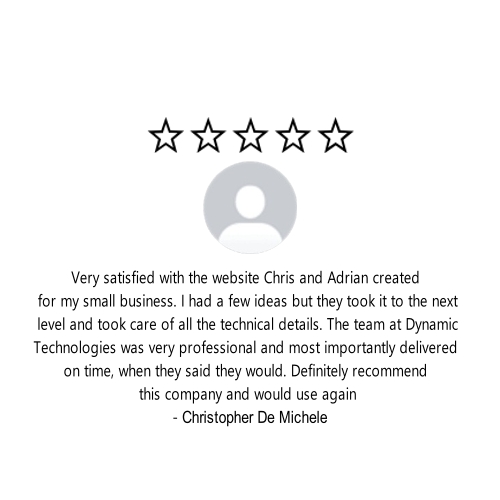 Very satisfied with the website Chris and Adrian created
for my small business. I had a few ideas but they took it to the next
level and took care of all the technical details. The team at Dynamic
Technologies was very professional and most importantly delivered
on time, when they said they would. Definitely recommend
this company and would use again
- Christopher De Michele